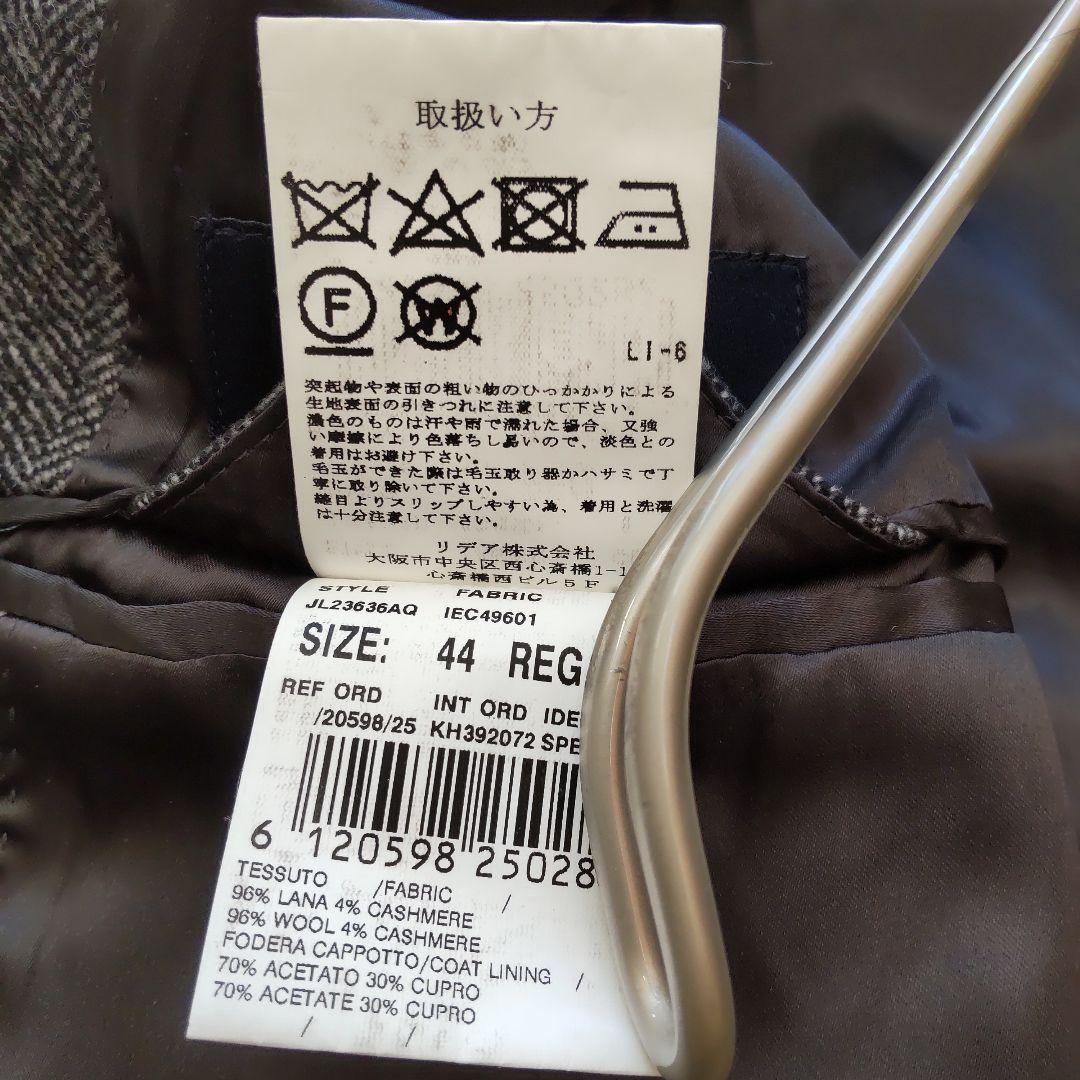 取扱い方
F
W
LI-6
突起物や表面の粗い物のひっかかりによる
生地表面の引きつれに注意して下さい。
濃色のものは汗や雨で濡れた場合、又強
い摩擦により色落ちし易いので、淡色との
着用はお避け下さい。
毛玉ができた際は毛玉取り器かハサミで丁
寧に取り除いて下さい。
縫目よりスリップしやすい為、着用と洗濯
は十分注意して下さい。
リデア株式会社
大阪市中央区西心斎橋1-1
心斎橋西ビル5F
STYLE FABRIC
JL23636AQ IEC49601
SIZE: 44 REG
REF ORD INT ORD IDE
/20598/25 KH392072 SPE
6 120598 25028
TESSUTO /FABRIC /
96% LANA 4% CASHMERE
96% WOOL 4% CASHMERE
FODERA CAPPOTTO/COAT LINING /
70% ACETATO 30% CUPRO
70% ACETATE 30% CUPRO
/ /